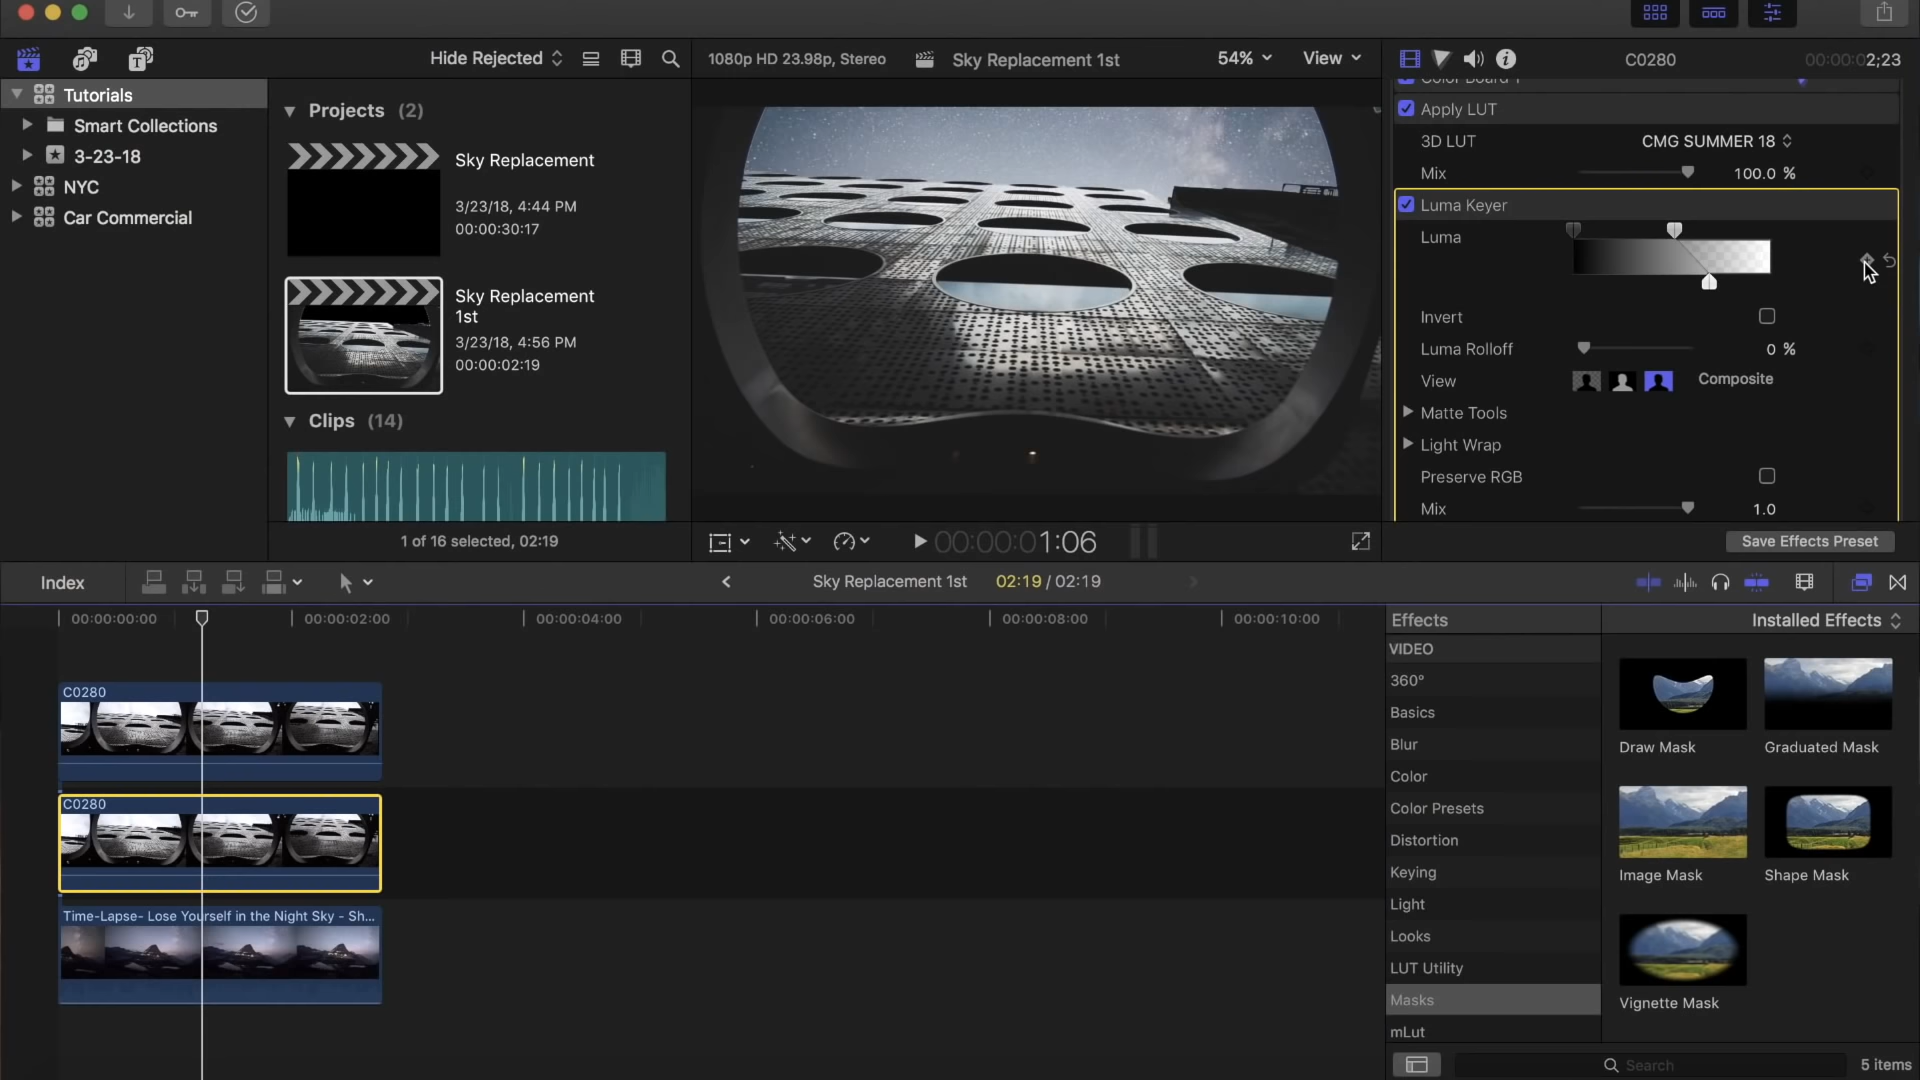 Hide Rejected
1080p HD 23.98p, Stereo
Sky Replacement 1st
54%
View
C0280
00:00:02;23
Tutorials
Smart Collections
3-23-18
NYC
Car Commercial
Projects (2)
Sky Replacement
3/23/18, 4:44 PM
00:00:30:17
Sky Replacement
1st
3/23/18, 4:56 PM
00:00:02:19
Clips (14)
1 of 16 selected, 02:19
00:00:01:06
Color Board 1
Apply LUT
3D LUT
CMG SUMMER 18
Mix
100.0 %
Luma Keyer
Luma
Invert
Luma Rolloff
0 %
View
Composite
Matte Tools
Light Wrap
Preserve RGB
Mix
1.0
Save Effects Preset
Index
Sky Replacement 1st
02:19 / 02:19
00:00:00:00
00:00:02:00
00:00:04:00
00:00:06:00
00:00:08:00
00:00:10:00
C0280
C0280
Time-Lapse- Lose Yourself in the Night Sky - Sh...
Effects
Installed Effects
VIDEO
360°
Basics
Blur
Color
Color Presets
Distortion
Keying
Light
Looks
LUT Utility
Masks
mLut
Draw Mask
Graduated Mask
Image Mask
Shape Mask
Vignette Mask
Search
5 items